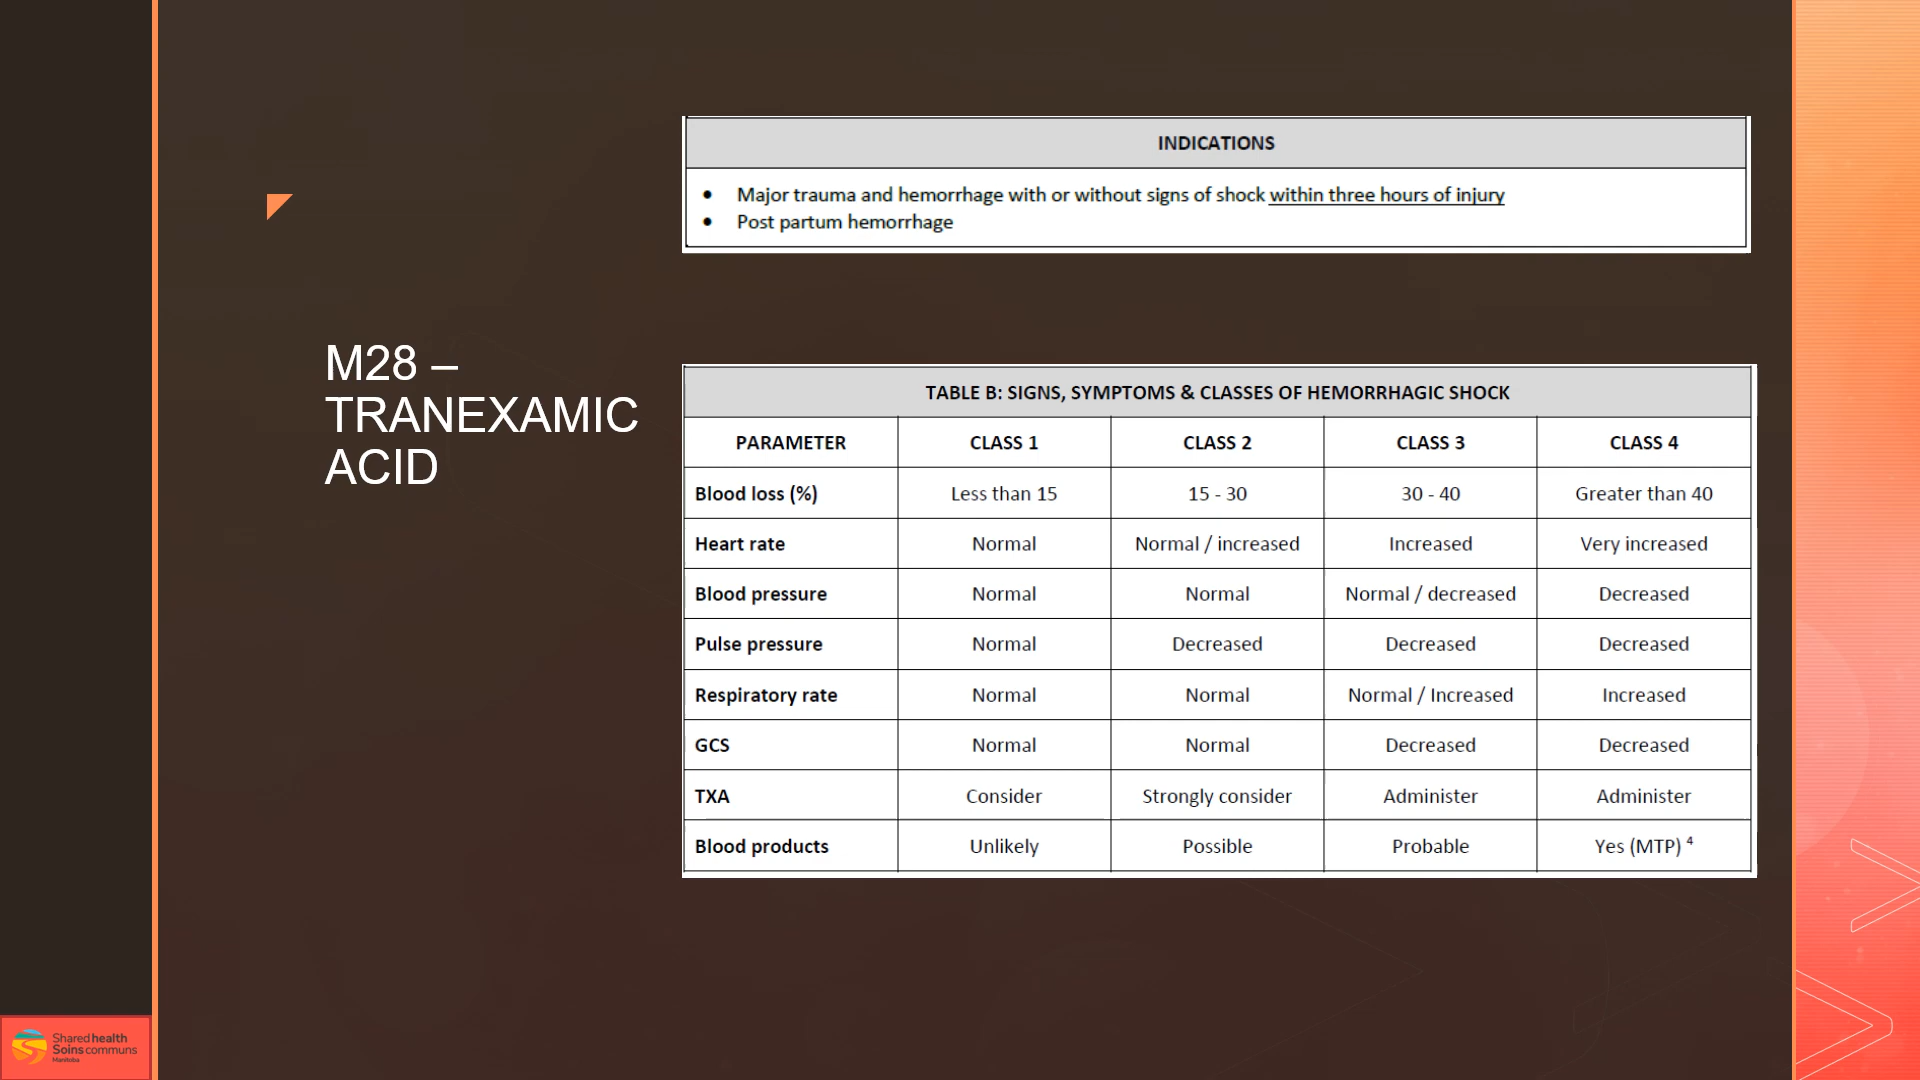 M28 –
TRANEXAMIC
ACID
INDICATIONS
• Major trauma and hemorrhage with or without signs of shock within three hours of injury
• Post partum hemorrhage
TABLE B: SIGNS, SYMPTOMS & CLASSES OF HEMORRHAGIC SHOCK
PARAMETER CLASS 1 CLASS 2 CLASS 3 CLASS 4
Blood loss (%) Less than 15 15 - 30 30 - 40 Greater than 40
Heart rate Normal Normal / increased Increased Very increased
Blood pressure Normal Normal Normal / decreased Decreased
Pulse pressure Normal Decreased Decreased Decreased
Respiratory rate Normal Normal Normal / Increased Increased
GCS Normal Normal Decreased Decreased
TXA Consider Strongly consider Administer Administer
Blood products Unlikely Possible Probable Yes (MTP) ⁴
Shared health
Soins communs
Manitoba